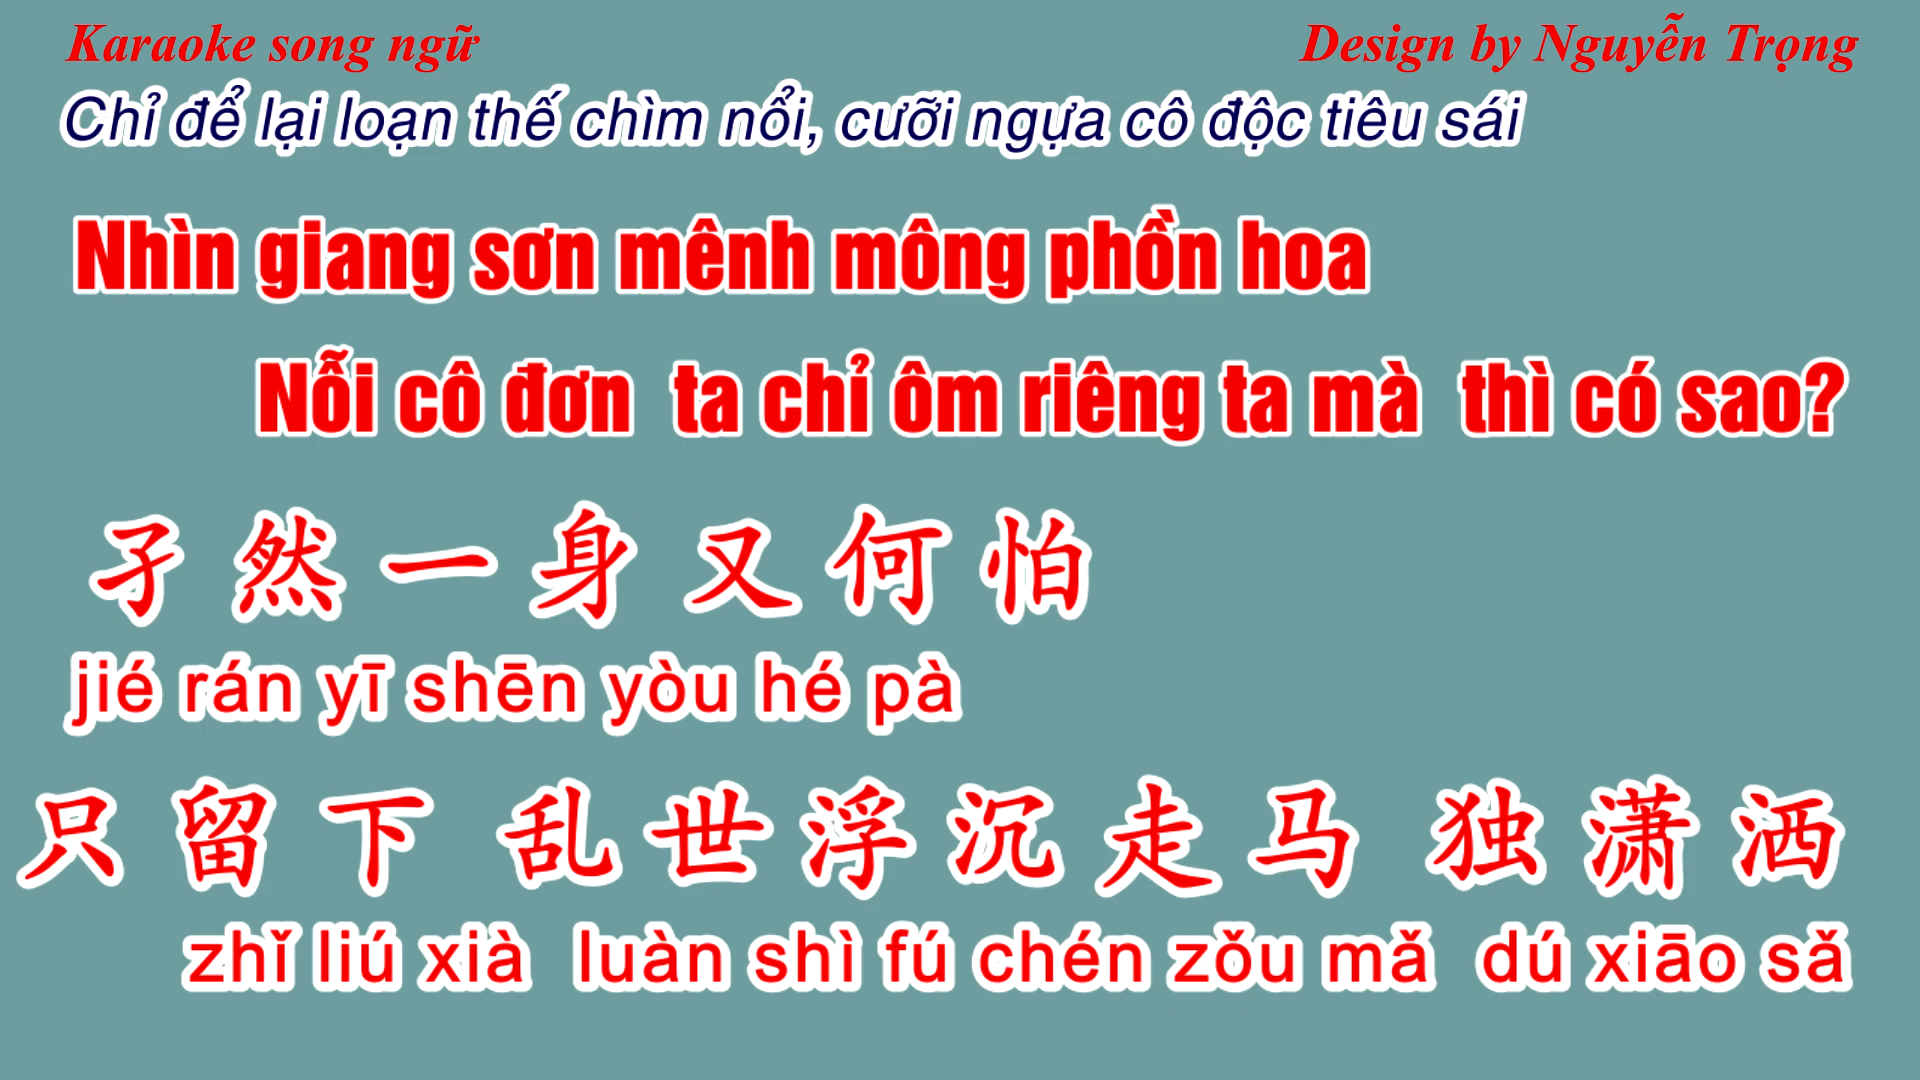 Karaoke song ngữ
Design by Nguyễn Trọng
Chỉ để lại loạn thế chìm nổi, cưỡi ngựa cô độc tiêu sái
Nhìn giang sơn mênh mông phồn hoa
Nỗi cô đơn ta chỉ ôm riêng ta mà thì có sao?
孑然一身又何怕
jié rán yī shēn yòu hé pà
只留下 乱世浮沉走马 独潇洒
zhǐ liú xià luàn shì fú chén zǒu mǎ dú xiāo sǎ